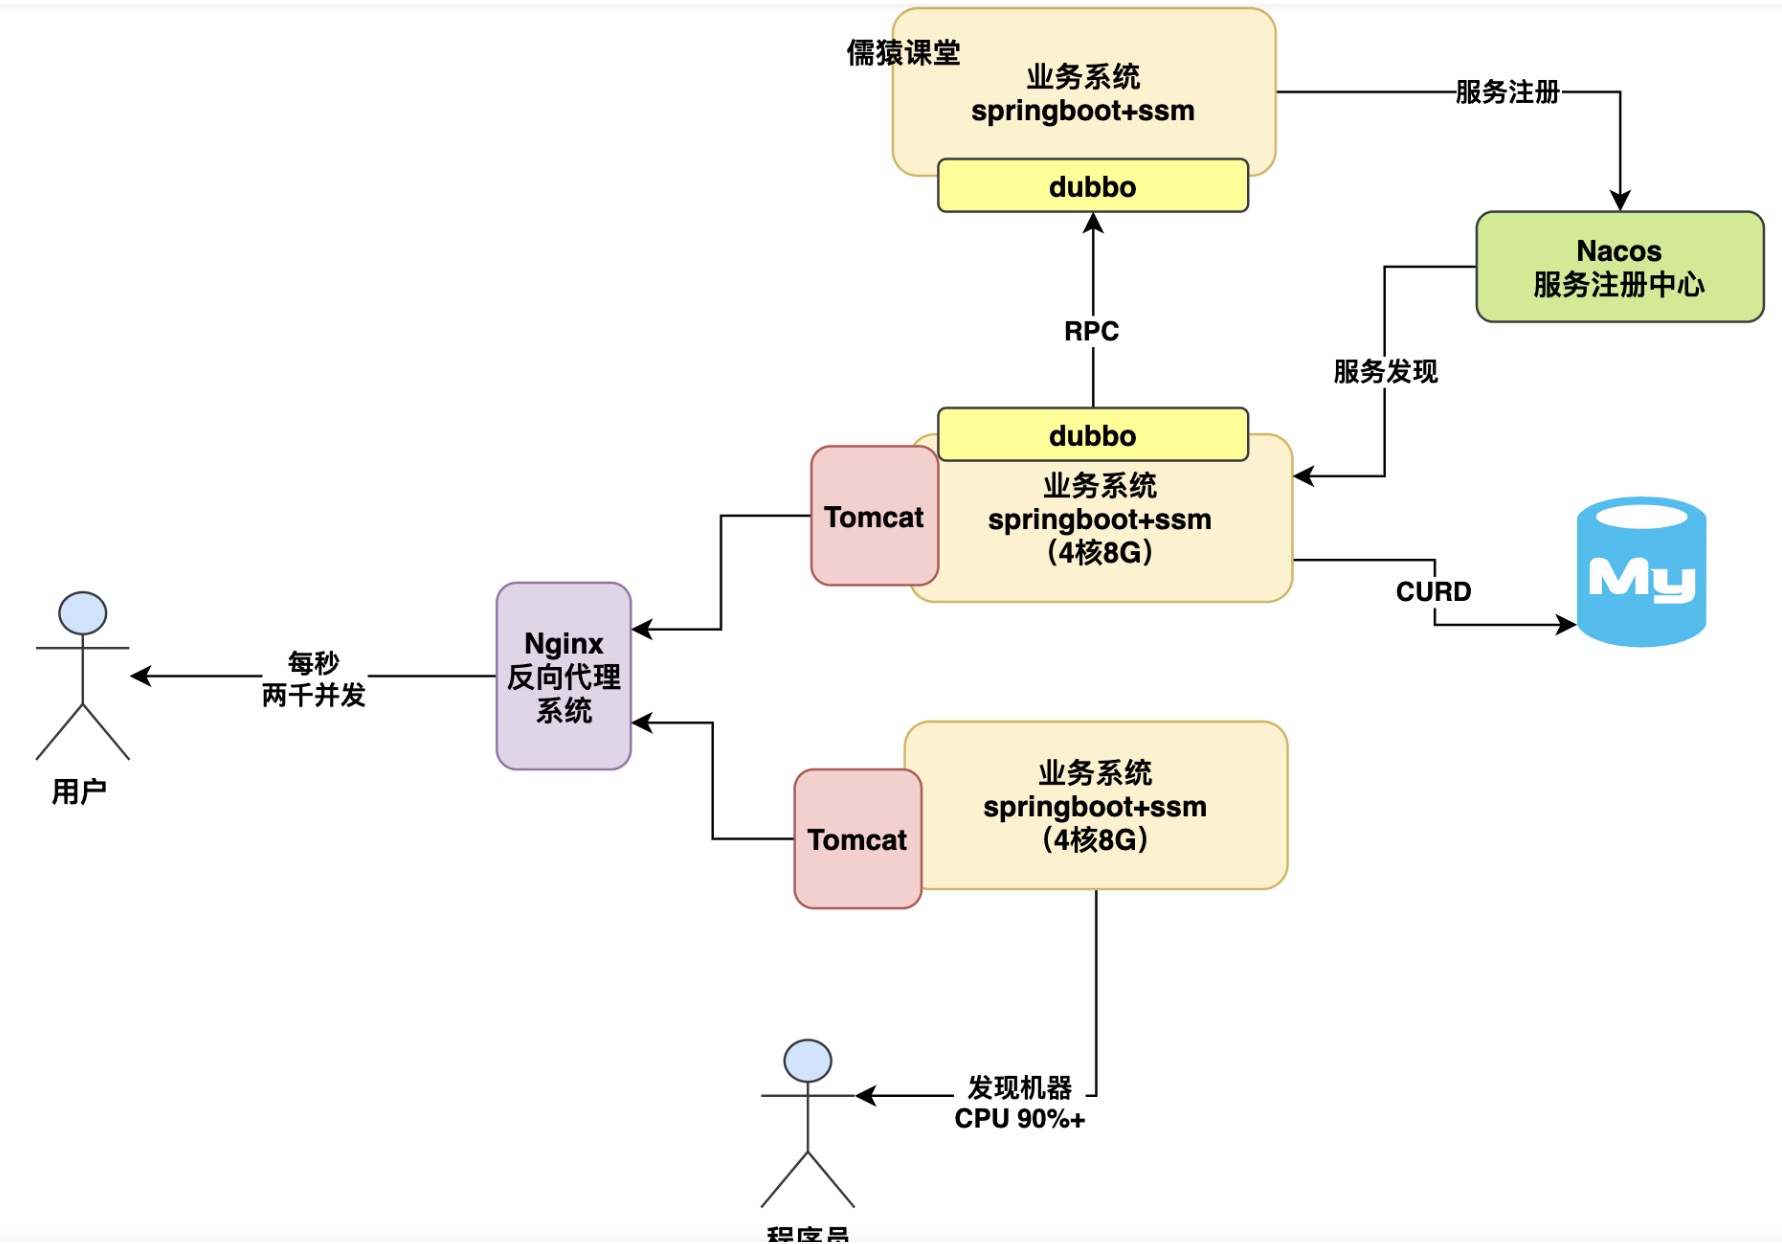 儒猿课堂
业务系统
springboot+ssm
dubbo
服务注册
Nacos
服务注册中心
RPC
服务发现
dubbo
Tomcat
业务系统
springboot+ssm
（4核8G）
CURD
My
每秒
两千并发
Nginx
反向代理
系统
用户
Tomcat
业务系统
springboot+ssm
（4核8G）
发现机器
CPU 90%+
程序员